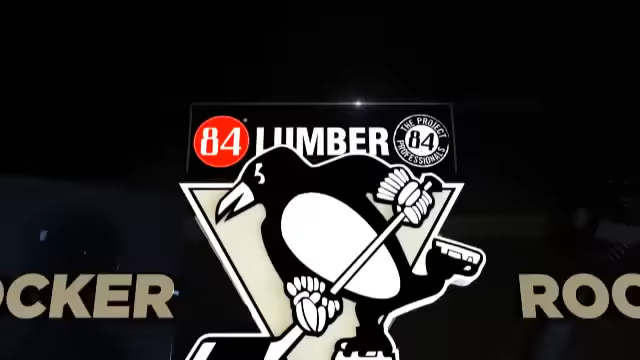 84 LUMBER
THE PROJECT
84
PROFESSIONALS
OCKER
ROC